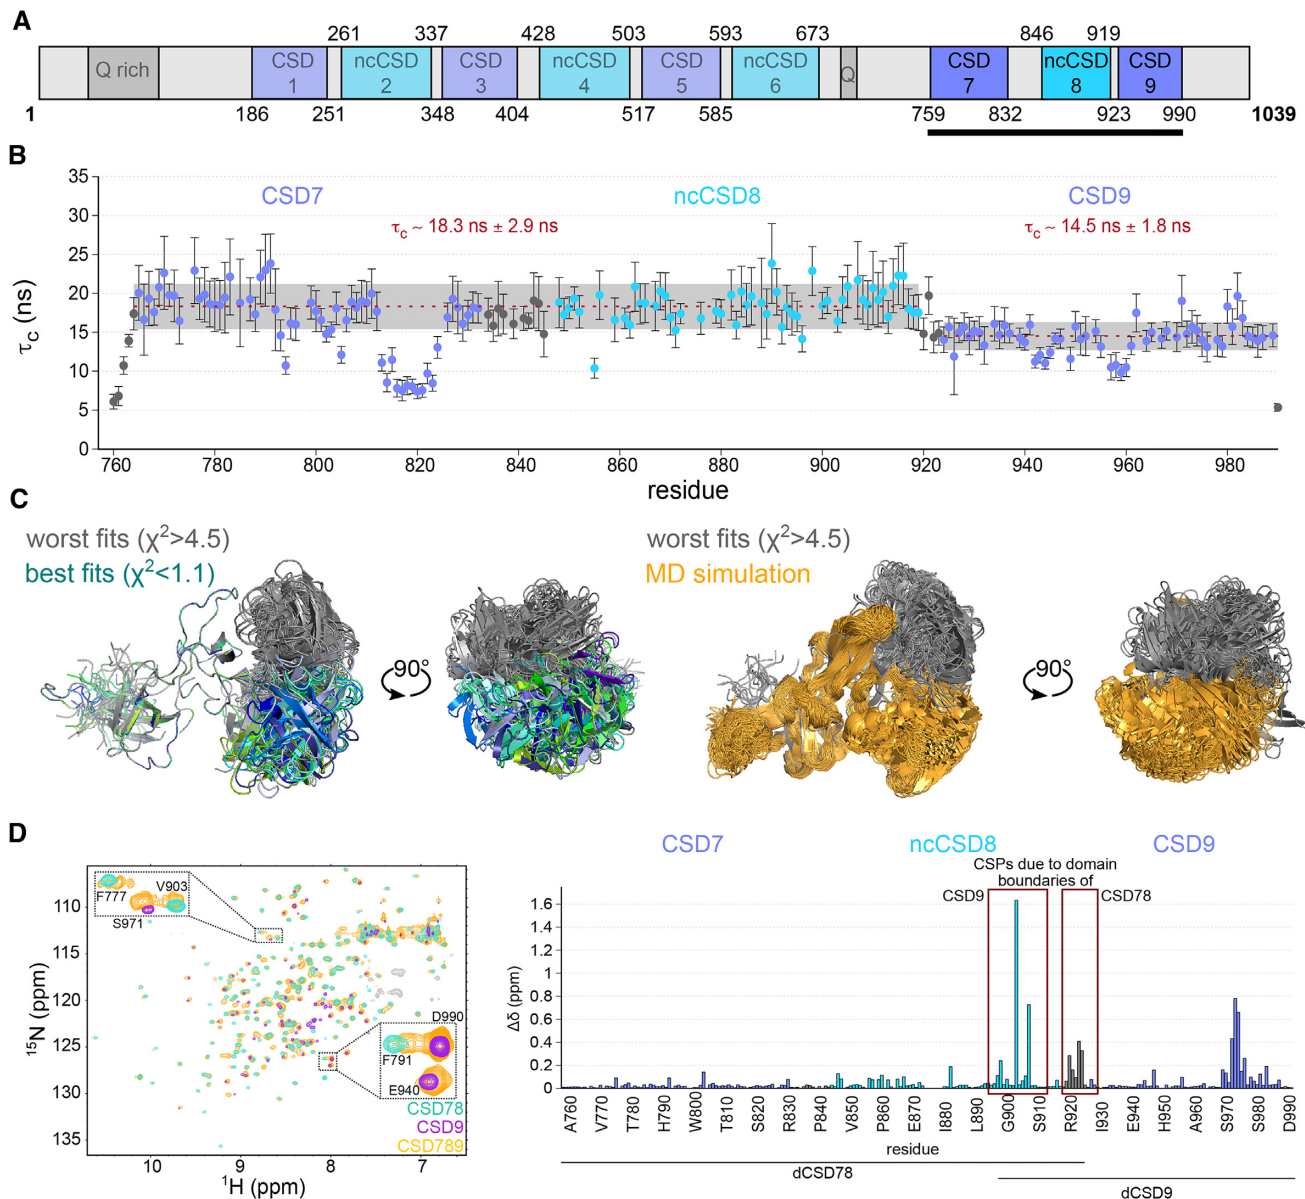 A
261 337 428 503 593 673 846 919
Q rich
CSD 1
ncCSD 2
CSD 3
ncCSD 4
CSD 5
ncCSD 6
Q
CSD 7
ncCSD 8
CSD 9
1 186 251 348 404 517 585 759 832 923 990 1039
B
CSD7 ncCSD8 CSD9
τc ~ 18.3 ns ± 2.9 ns
τc ~ 14.5 ns ± 1.8 ns
τc (ns)
35
30
25
20
15
10
5
0
760 780 800 820 840 860 880 900 920 940 960 980
residue
C
worst fits (χ²>4.5)
best fits (χ²<1.1)
90°
worst fits (χ²>4.5)
MD simulation
90°
D
F777
V903
S971
D990
F791
E940
CSD78
CSD9
CSD789
15N (ppm)
110
115
120
125
130
135
10 9 8 7
1H (ppm)
CSD7 ncCSD8 CSD9
CSPs due to domain
boundaries of
CSD9 CSD78
Δδ (ppm)
1.6
1.4
1.2
1
0.8
0.6
0.4
0.2
0
A760 V770 T780 H790 W800 T810 S820 R830 P840 V850 P860 E870 I880 L890 G900 S910 R920 I930 E940 H950 A960 S970 S980 D990
residue
dCSD78
dCSD9